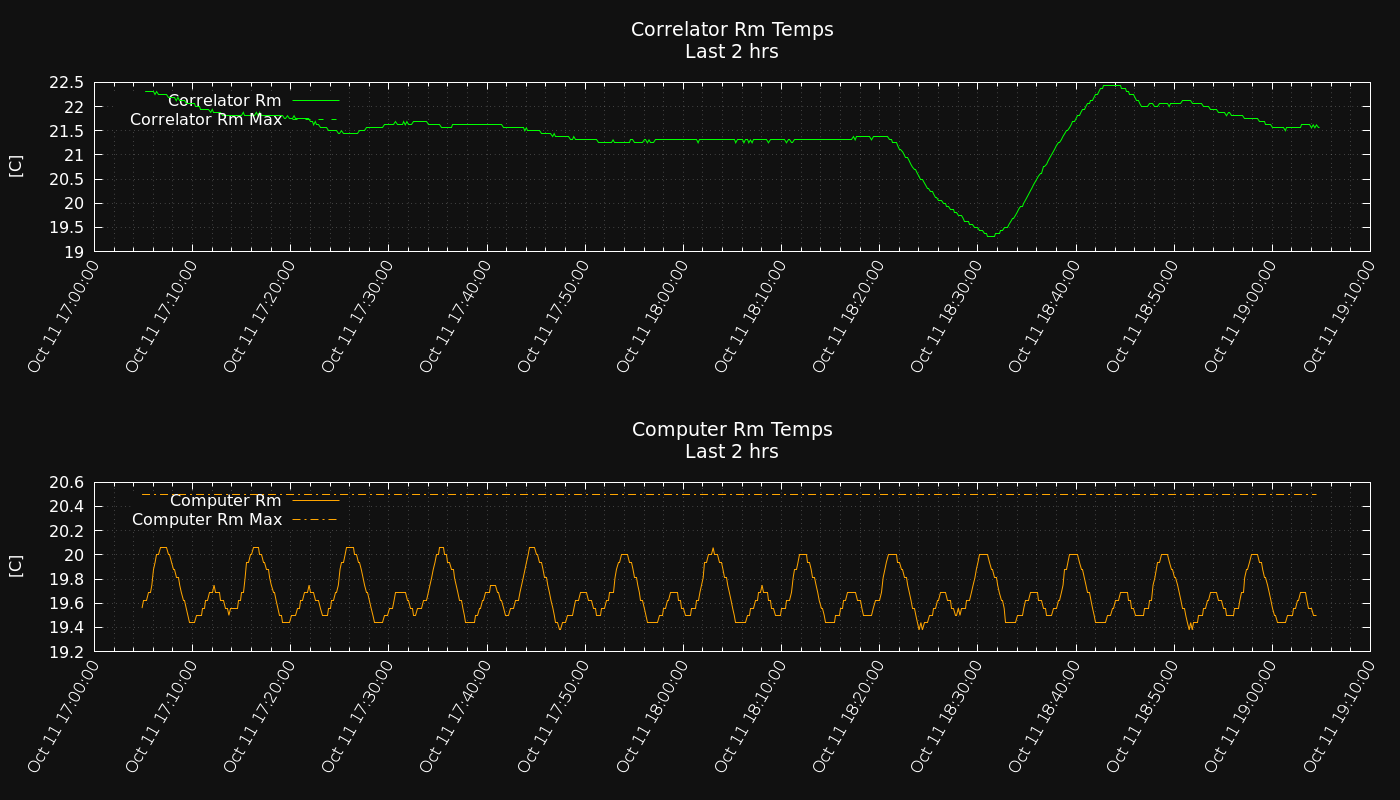 Correlator Rm Temps
Last 2 hrs
22.5
22
21.5
21
20.5
20
19.5
19
[C]
Correlator Rm
Correlator Rm Max
Oct 11 17:00:00
Oct 11 17:10:00
Oct 11 17:20:00
Oct 11 17:30:00
Oct 11 17:40:00
Oct 11 17:50:00
Oct 11 18:00:00
Oct 11 18:10:00
Oct 11 18:20:00
Oct 11 18:30:00
Oct 11 18:40:00
Oct 11 18:50:00
Oct 11 19:00:00
Oct 11 19:10:00
Computer Rm Temps
Last 2 hrs
20.6
20.4
20.2
20
19.8
19.6
19.4
19.2
[C]
Computer Rm
Computer Rm Max
Oct 11 17:00:00
Oct 11 17:10:00
Oct 11 17:20:00
Oct 11 17:30:00
Oct 11 17:40:00
Oct 11 17:50:00
Oct 11 18:00:00
Oct 11 18:10:00
Oct 11 18:20:00
Oct 11 18:30:00
Oct 11 18:40:00
Oct 11 18:50:00
Oct 11 19:00:00
Oct 11 19:10:00